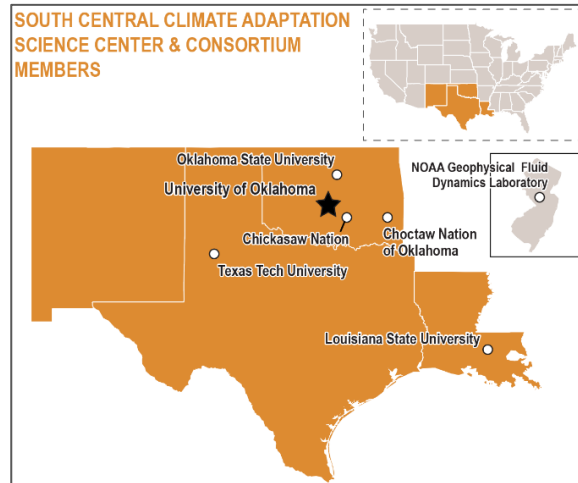 SOUTH CENTRAL CLIMATE ADAPTATION
SCIENCE CENTER & CONSORTIUM
MEMBERS
Oklahoma State University
University of Oklahoma
Chickasaw Nation
Choctaw Nation
of Oklahoma
Texas Tech University
Louisiana State University
NOAA Geophysical Fluid
Dynamics Laboratory